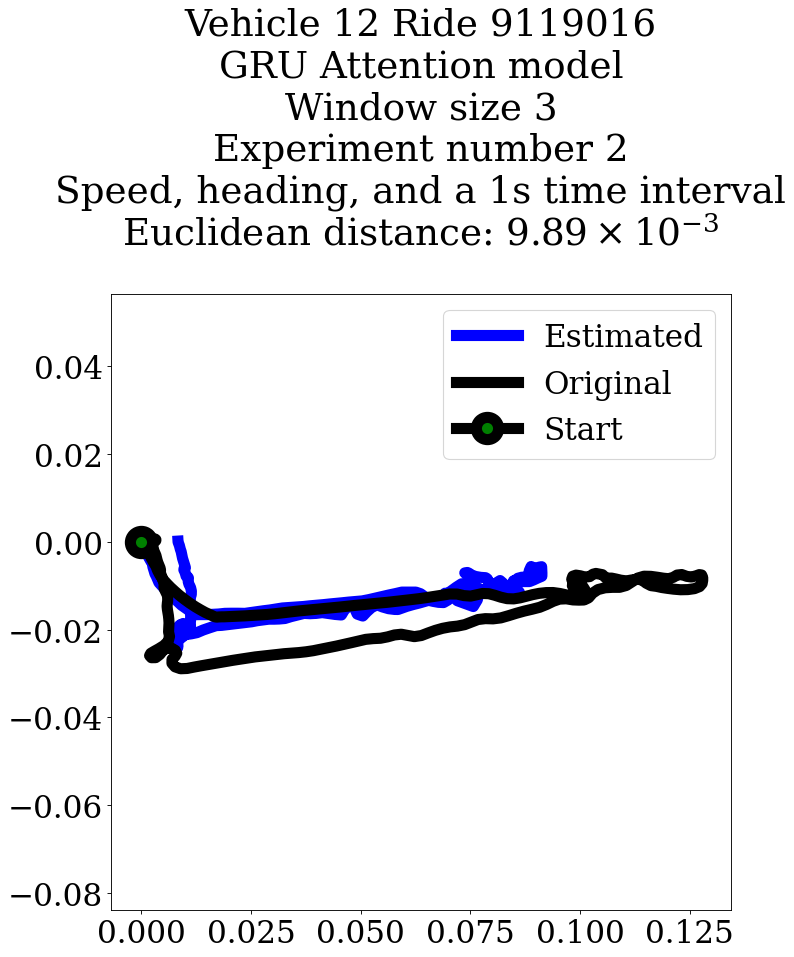 Vehicle 12 Ride 9119016
GRU Attention model
Window size 3
Experiment number 2
Speed, heading, and a 1s time interval
Euclidean distance: 9.89 × 10⁻³
Estimated
Original
Start
0.04
0.02
0.00
−0.02
−0.04
−0.06
−0.08
0.000 0.025 0.050 0.075 0.100 0.125